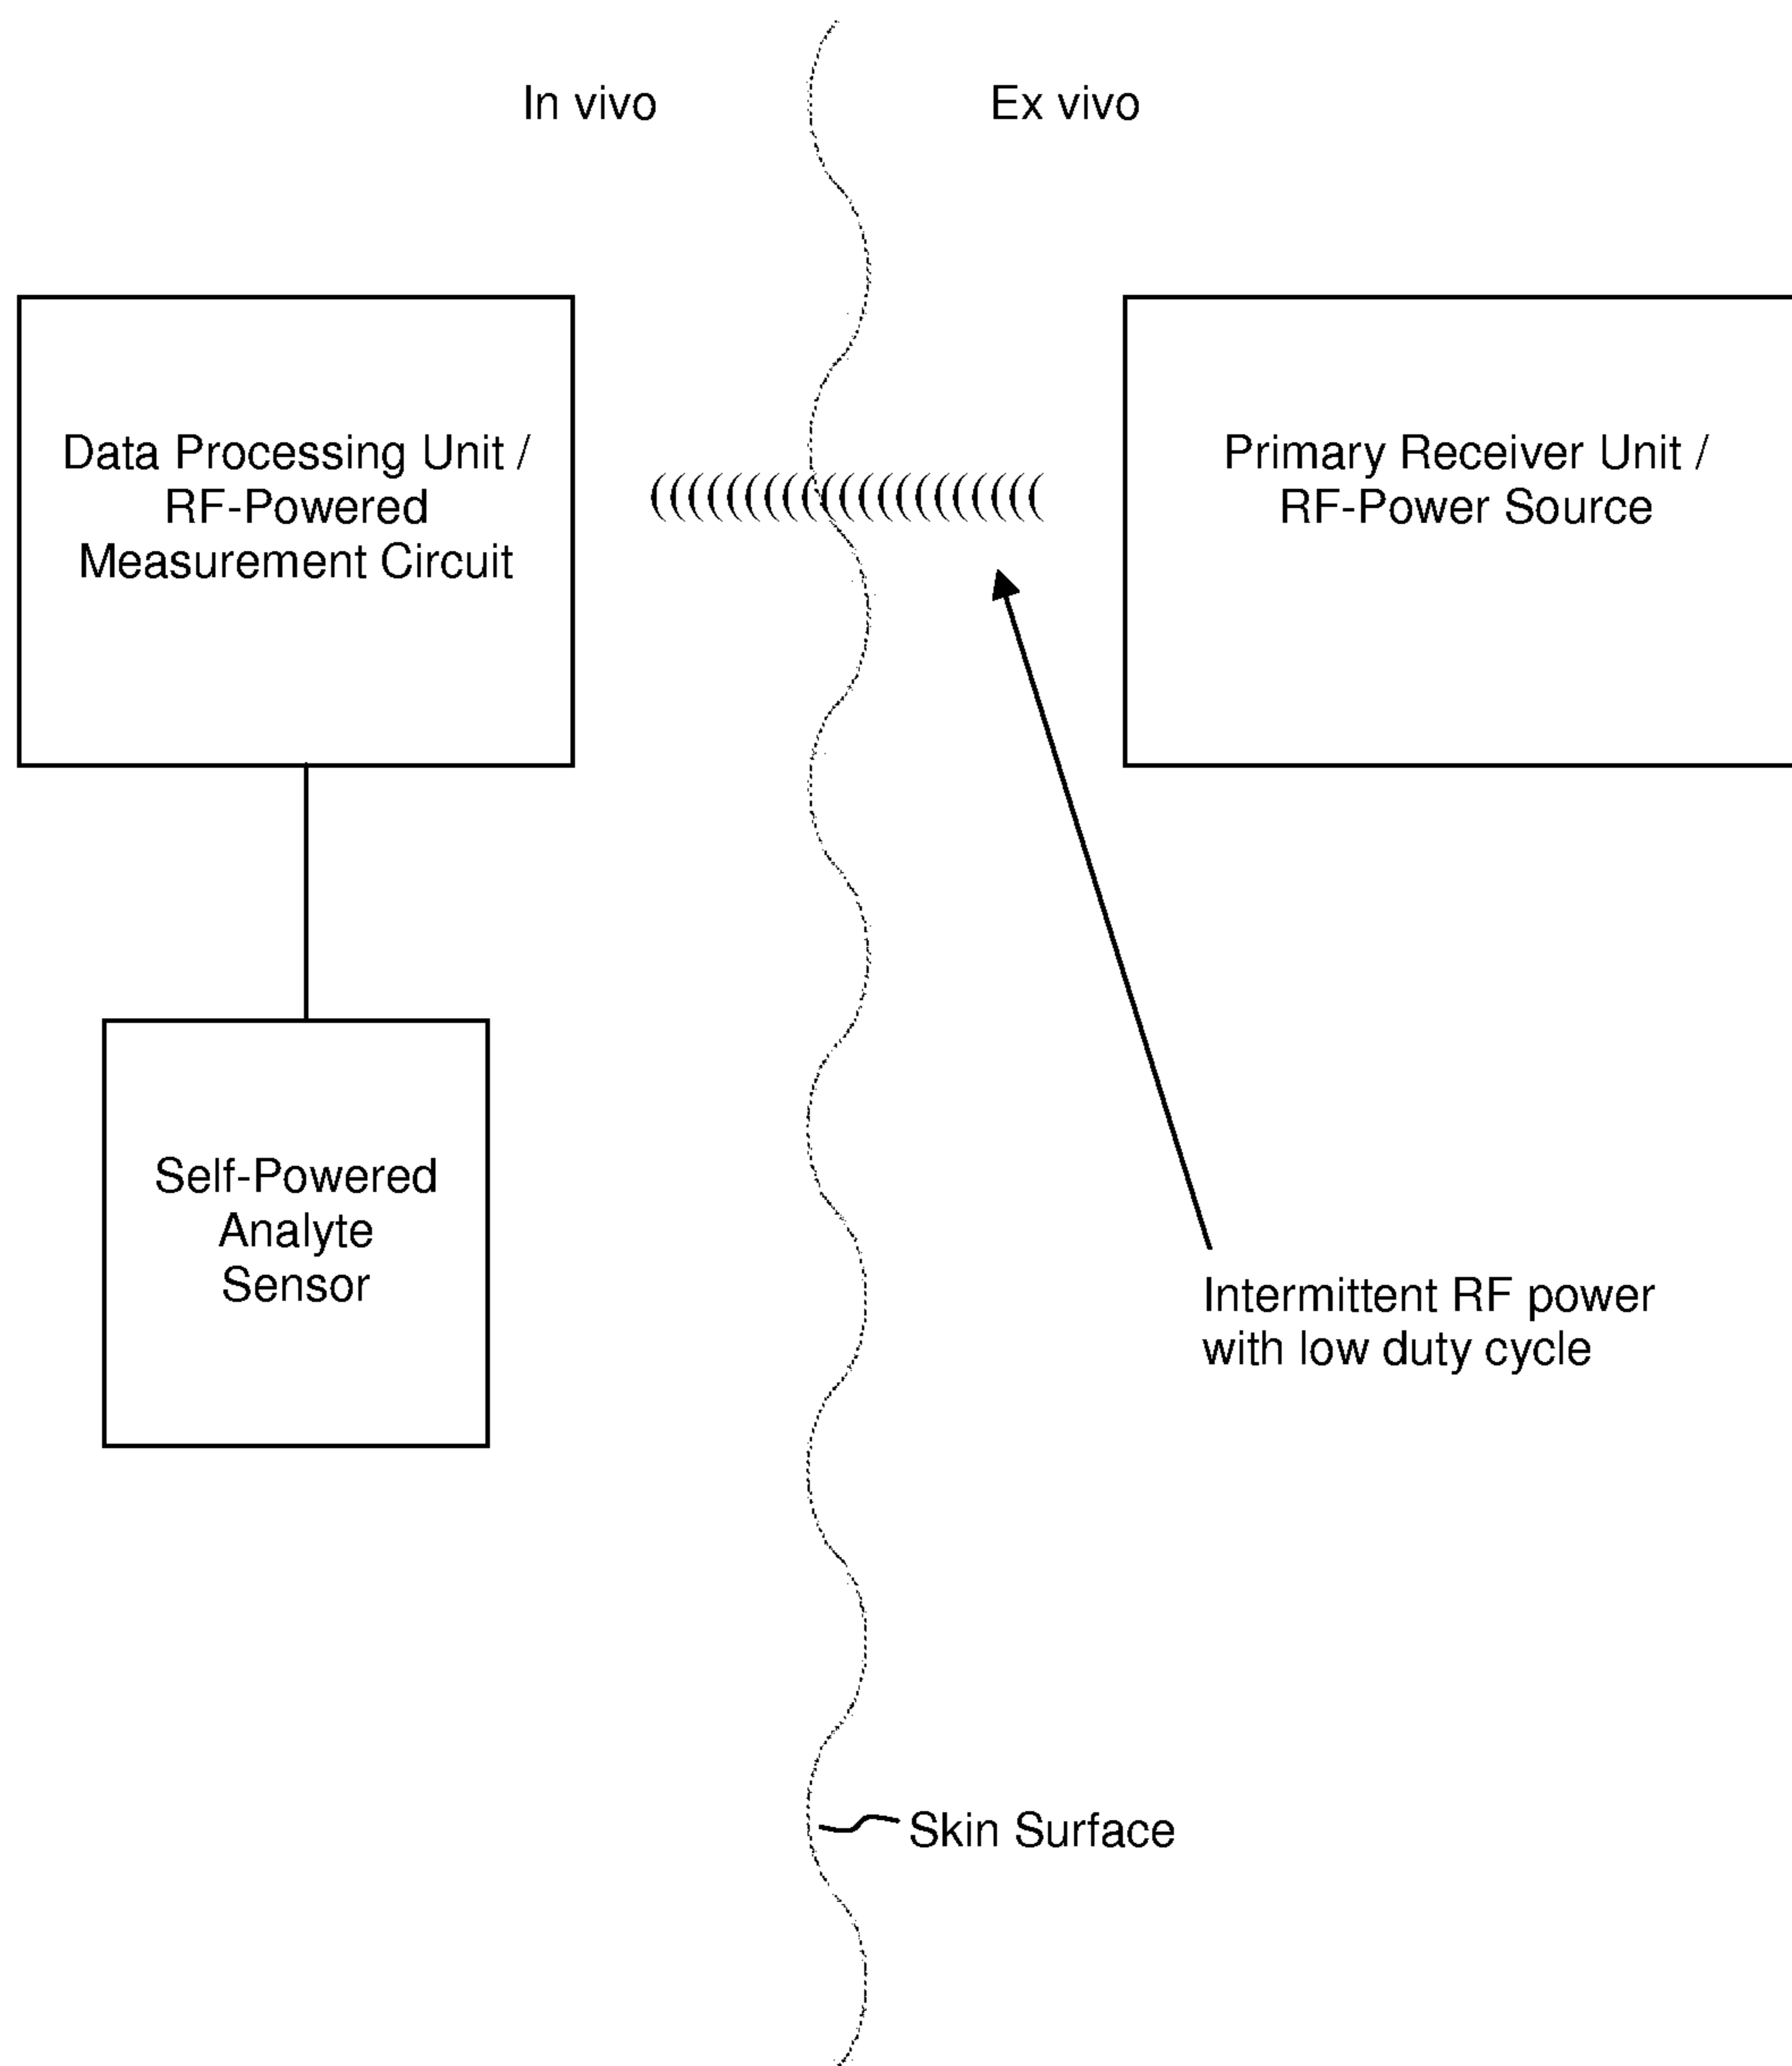 In vivo
Ex vivo
Data Processing Unit /
RF-Powered
Measurement Circuit
Primary Receiver Unit /
RF-Power Source
Self-Powered
Analyte
Sensor
Intermittent RF power
with low duty cycle
Skin Surface